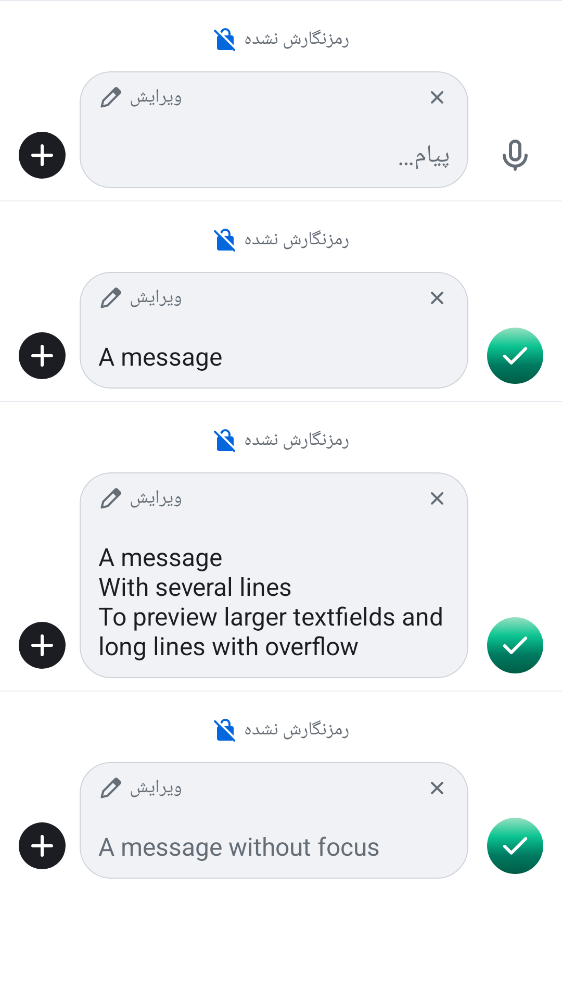 رمزنگارش نشده
ویرایش
پیام…
رمزنگارش نشده
ویرایش
A message
رمزنگارش نشده
ویرایش
A message
With several lines
To preview larger textfields and
long lines with overflow
رمزنگارش نشده
ویرایش
A message without focus